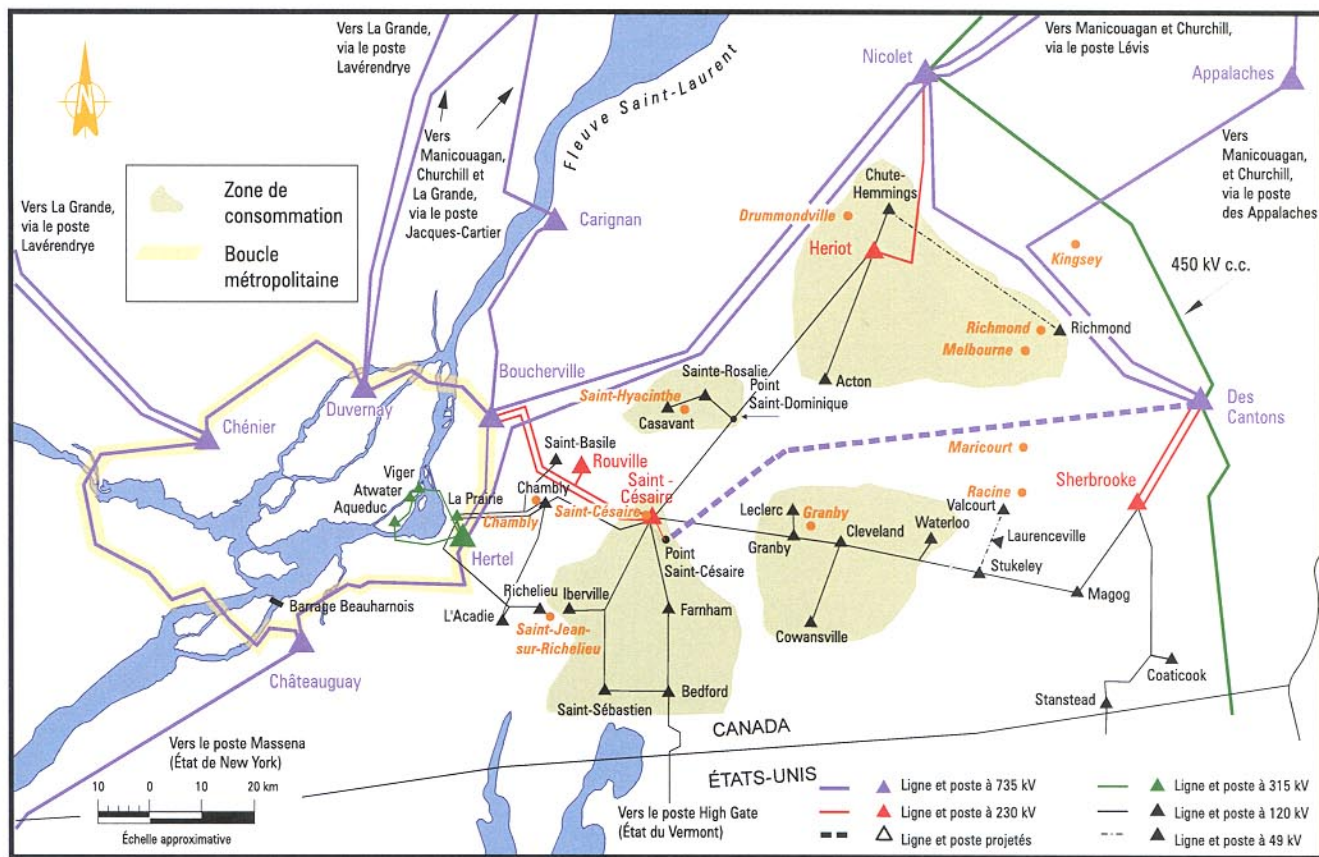 Vers La Grande,
via le poste
Lavérendrye
Vers Manicouagan et Churchill,
via le poste Lévis
Nicolet
Appalaches
N
Fleuve Saint-Laurent
Vers
Manicouagan,
Churchill et
La Grande,
via le poste
Jacques-Cartier
Vers
Manicouagan,
et Churchill,
via le poste
des Appalaches
Zone de
consommation
Boucle
métropolitaine
Vers La Grande,
via le poste
Lavérendrye
Carignan
Chute-
Hemmings
Drummondville
Heriot
Kingsey
450 kV c.c.
Richmond
Richmond
Melbourne
Acton
Boucherville
Duvernay
Chénier
Sainte-Rosalie
Point
Saint-Dominique
Saint-Hyacinthe
Casavant
Des
Cantons
Saint-Basile
Rouville
Saint-
Césaire
Maricourt
Sherbrooke
Viger
Atwater
Aqueduc
La Prairie
Chambly
Chambly
Saint-Césaire
Hertel
Point
Saint-Césaire
Leclerc
Granby
Granby
Cleveland
Waterloo
Racine
Valcourt
Laurenceville
Stukeley
Magog
Barrage Beauharnois
Richelieu
L'Acadie
Iberville
Saint-Jean-
sur-Richelieu
Farnham
Cowansville
Châteauguay
Saint-Sébastien
Bedford
Coaticook
Stanstead
CANADA
ÉTATS-UNIS
Vers le poste Massena
(État de New York)
10 0 10 20 km
Échelle approximative
Vers le poste High Gate
(État du Vermont)
Ligne et poste à 735 kV
Ligne et poste à 230 kV
Ligne et poste projetés
Ligne et poste à 315 kV
Ligne et poste à 120 kV
Ligne et poste à 49 kV